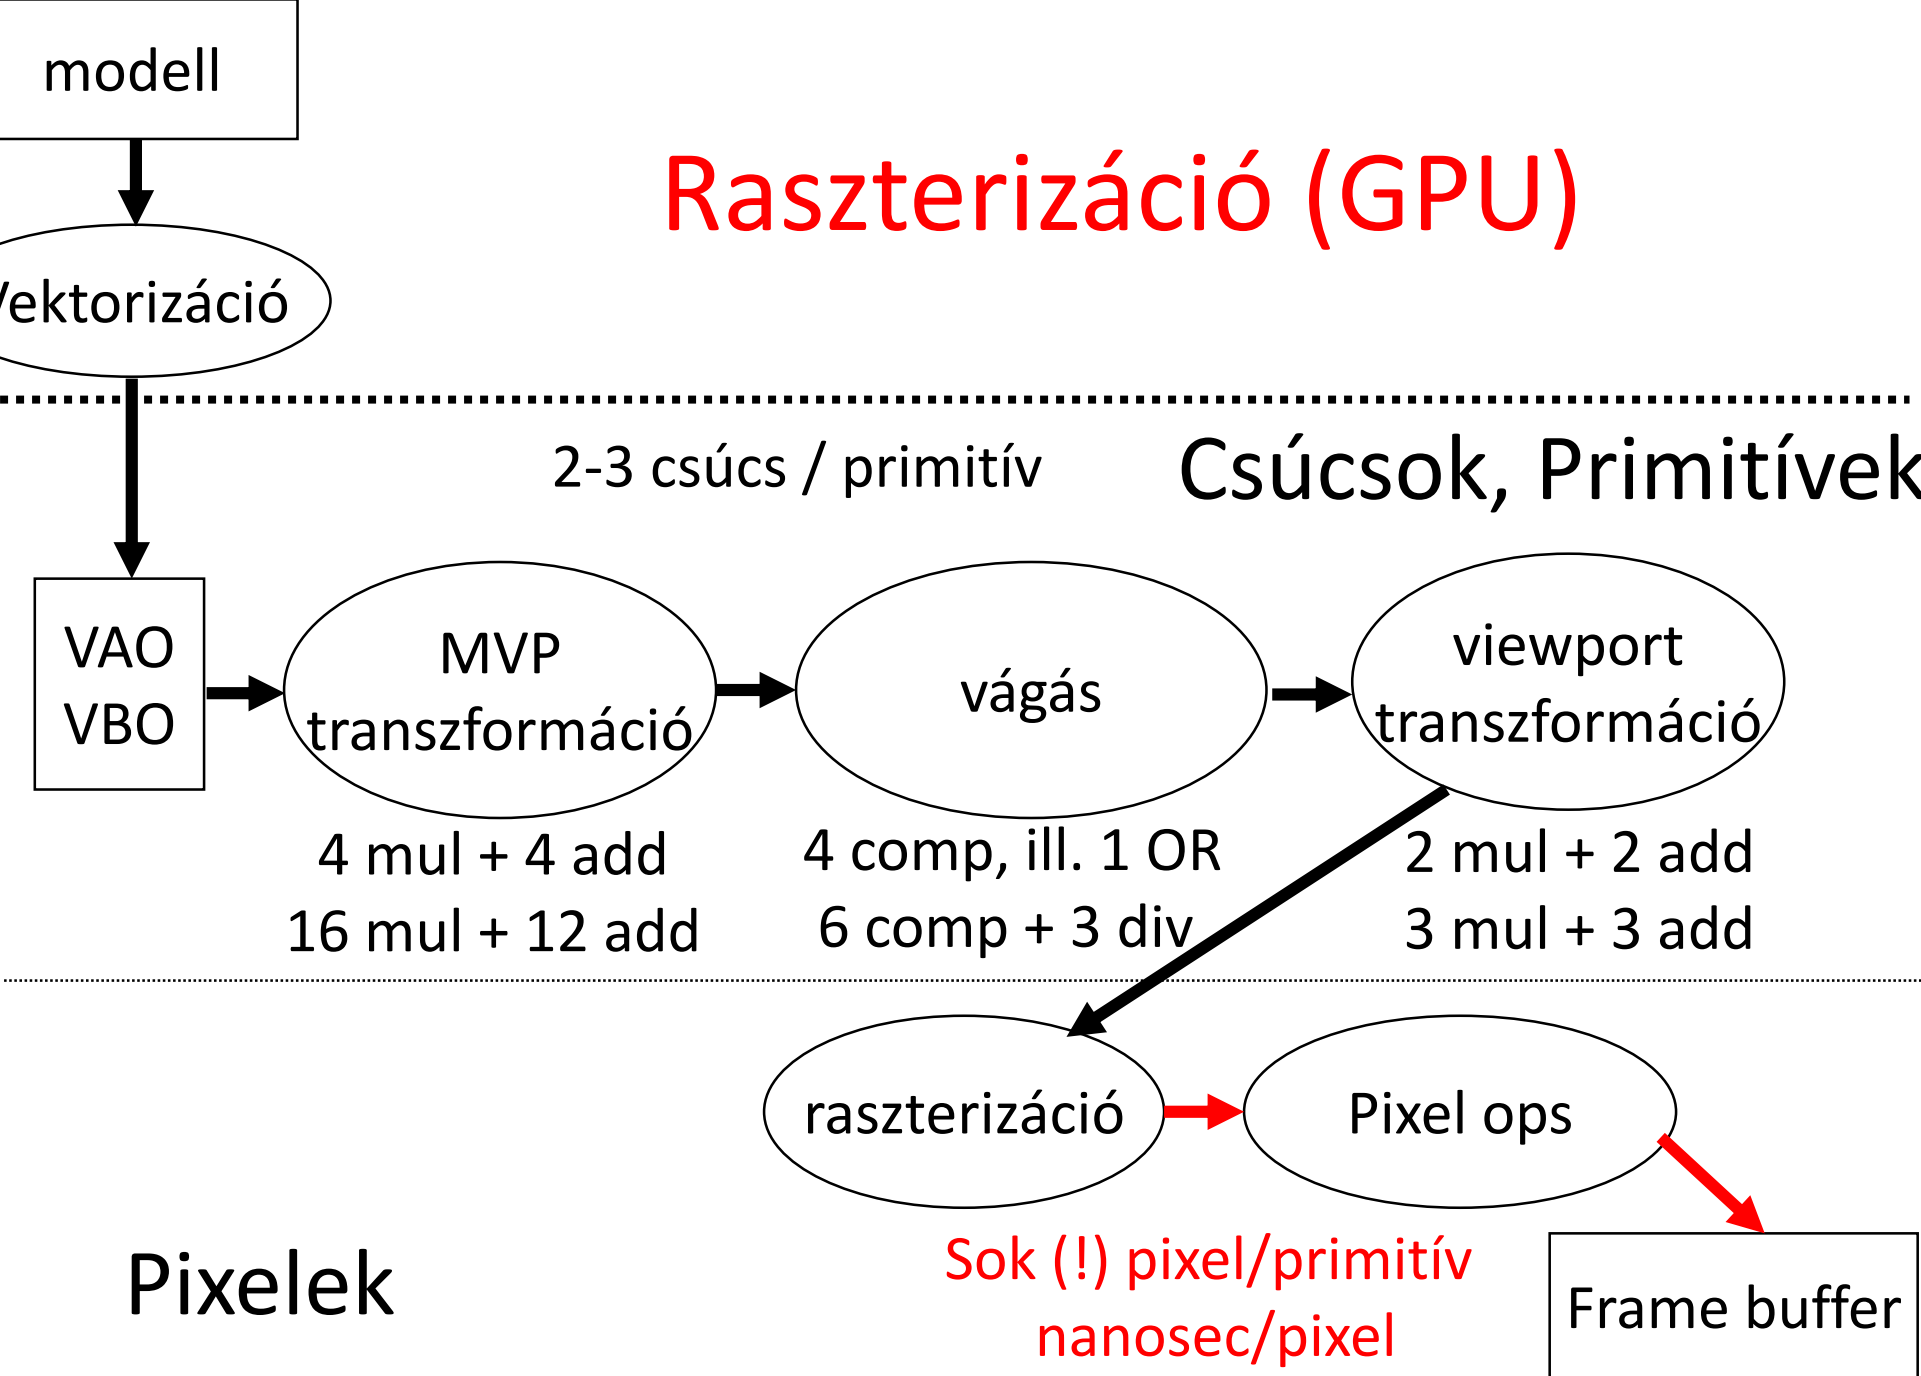 modell
Raszterizáció (GPU)
Vektorizáció
2-3 csúcs / primitív
Csúcsok, Primitívek
VAO
VBO
MVP
transzformáció
vágás
viewport
transzformáció
4 mul + 4 add
16 mul + 12 add
4 comp, ill. 1 OR
6 comp + 3 div
2 mul + 2 add
3 mul + 3 add
raszterizáció
Pixel ops
Pixelek
Sok (!) pixel/primitív
nanosec/pixel
Frame buffer